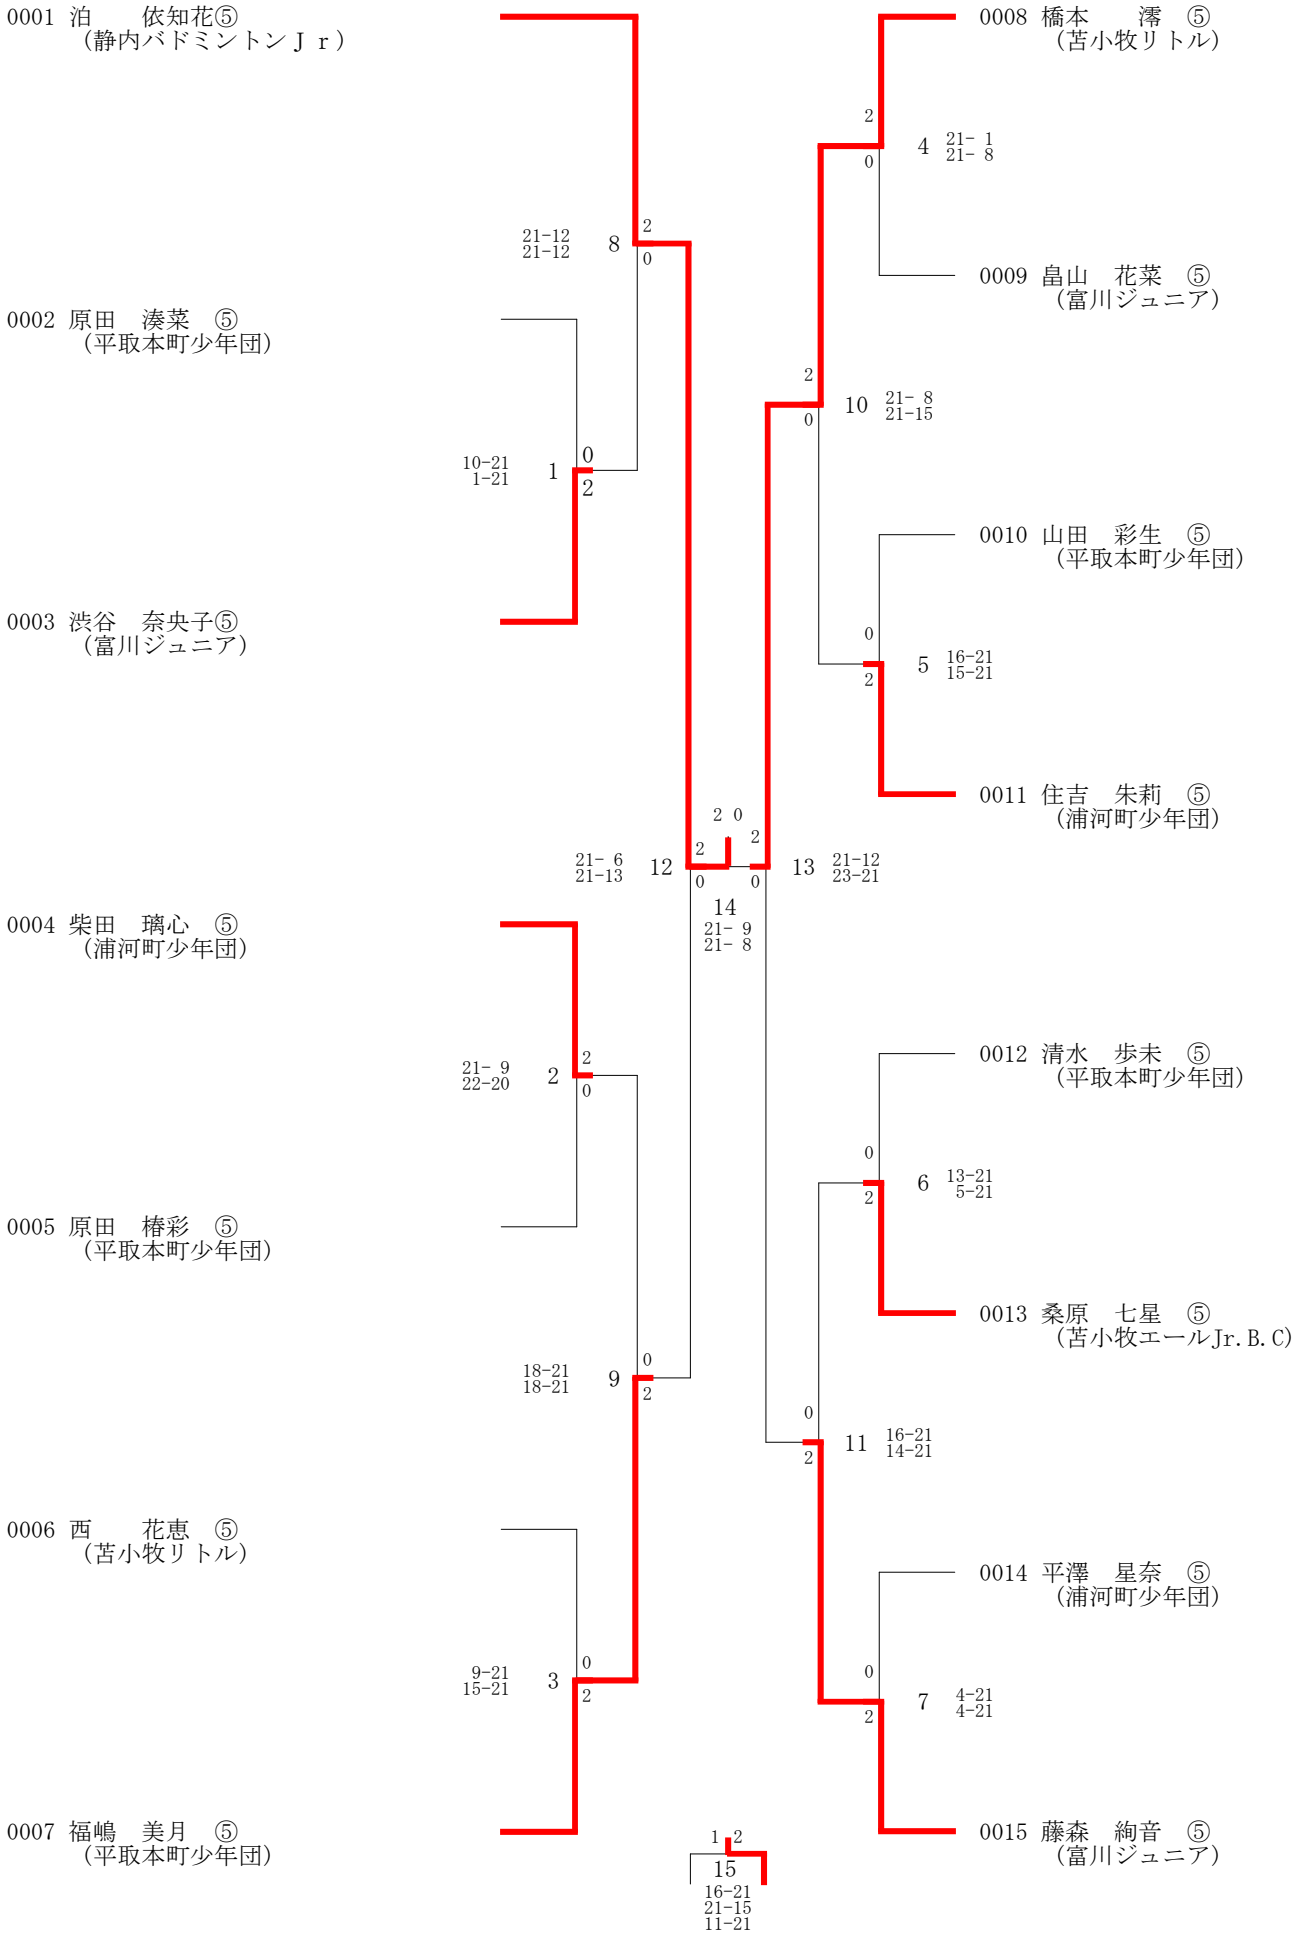 0001 泊　　依知花⑤
(静内バドミントンＪｒ)
21-12
21-12
8
2
0
0002 原田　湊菜　⑤
(平取本町少年団)
10-21
1-21
1
0
2
0003 渋谷　奈央子⑤
(富川ジュニア)
21- 6
21-13
12
2
0
0004 柴田　璃心　⑤
(浦河町少年団)
21- 9
22-20
2
2
0
0005 原田　椿彩　⑤
(平取本町少年団)
18-21
18-21
9
0
2
0006 西　　花恵　⑤
(苫小牧リトル)
9-21
15-21
3
0
2
0007 福嶋　美月　⑤
(平取本町少年団)
2 0
14
21- 9
21- 8
1 2
15
16-21
21-15
11-21
0008 橋本　　澪　⑤
(苫小牧リトル)
2
0
4
21- 1
21- 8
0009 畠山　花菜　⑤
(富川ジュニア)
2
0
10
21- 8
21-15
0010 山田　彩生　⑤
(平取本町少年団)
0
2
5
16-21
15-21
0011 住吉　朱莉　⑤
(浦河町少年団)
2
0
13
21-12
23-21
0012 清水　歩未　⑤
(平取本町少年団)
0
2
6
13-21
5-21
0013 桑原　七星　⑤
(苫小牧エールJr.B.C)
0
2
11
16-21
14-21
0014 平澤　星奈　⑤
(浦河町少年団)
0
2
7
4-21
4-21
0015 藤森　絢音　⑤
(富川ジュニア)